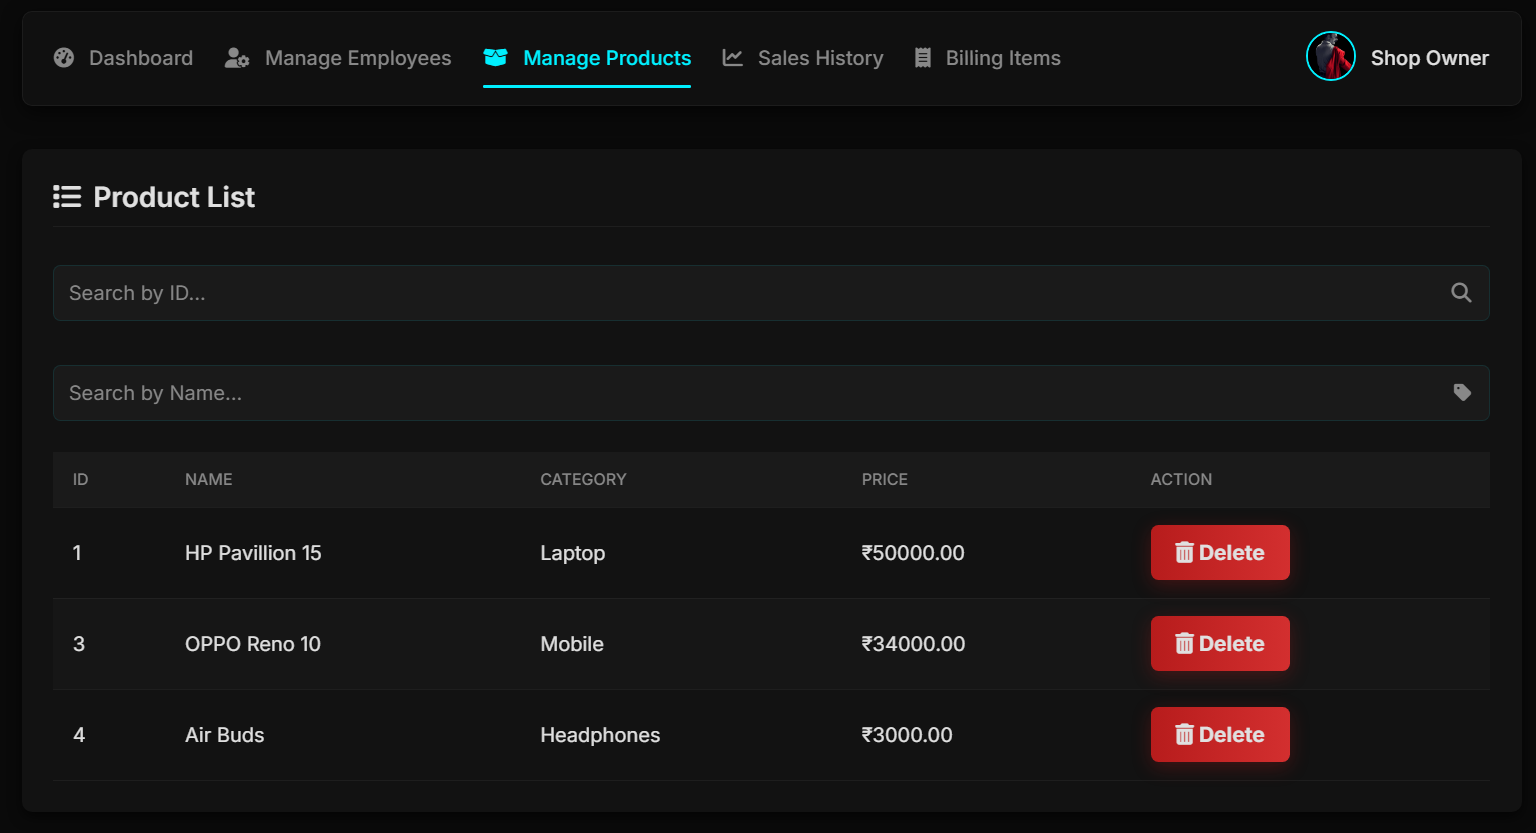 Dashboard Manage Employees Manage Products Sales History Billing Items Shop Owner
Product List
Search by ID...
Search by Name...
ID NAME CATEGORY PRICE ACTION
1 HP Pavillion 15 Laptop ₹50000.00 Delete
3 OPPO Reno 10 Mobile ₹34000.00 Delete
4 Air Buds Headphones ₹3000.00 Delete